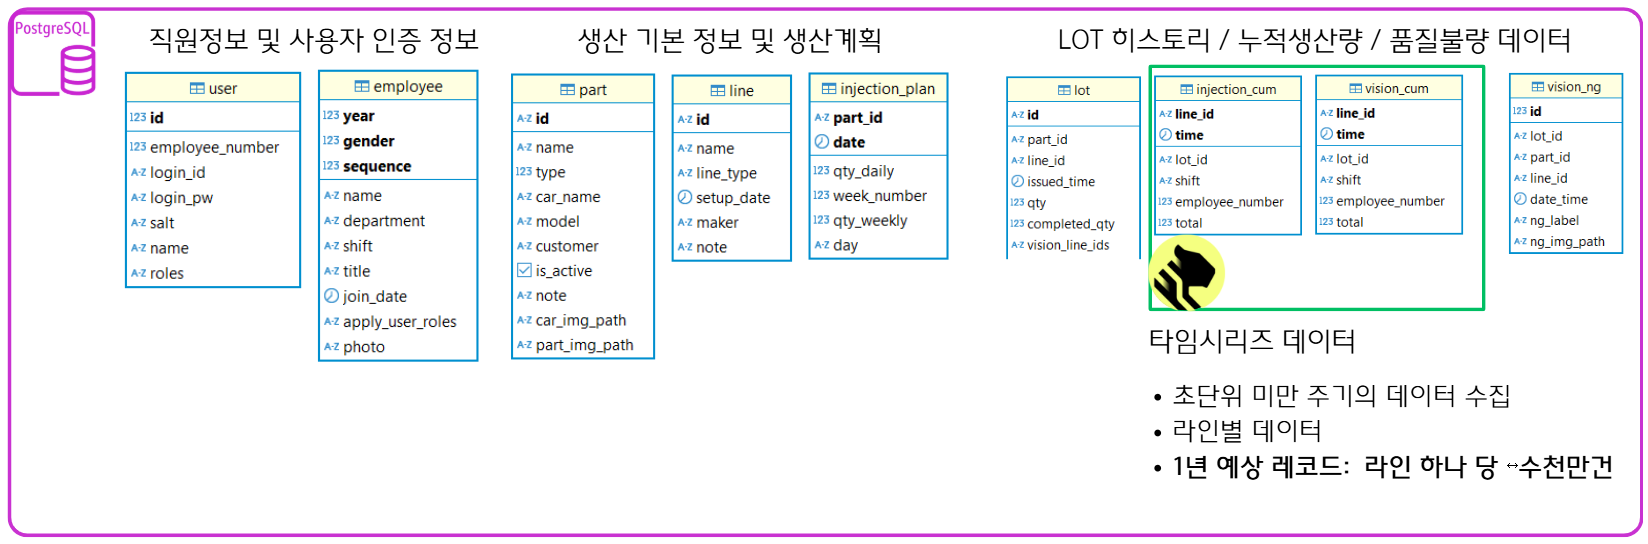 PostgreSQL
직원정보 및 사용자 인증 정보
생산 기본 정보 및 생산계획
LOT 히스토리 / 누적생산량 / 품질불량 데이터
user
123 id
123 employee_number
A-Z login_id
A-Z login_pw
A-Z salt
A-Z name
A-Z roles
employee
123 year
123 gender
123 sequence
A-Z name
A-Z department
A-Z shift
A-Z title
join_date
A-Z apply_user_roles
A-Z photo
part
A-Z id
A-Z name
123 type
A-Z car_name
A-Z model
A-Z customer
is_active
A-Z note
A-Z car_img_path
A-Z part_img_path
line
A-Z id
A-Z name
A-Z line_type
setup_date
A-Z maker
A-Z note
injection_plan
A-Z part_id
date
123 qty_daily
123 week_number
123 qty_weekly
A-Z day
lot
A-Z id
A-Z part_id
A-Z line_id
issued_time
123 qty
123 completed_qty
A-Z vision_line_ids
injection_cum
A-Z line_id
time
A-Z lot_id
A-Z shift
123 employee_number
123 total
vision_cum
A-Z line_id
time
A-Z lot_id
A-Z shift
123 employee_number
123 total
vision_ng
123 id
A-Z lot_id
A-Z part_id
A-Z line_id
date_time
A-Z ng_label
A-Z ng_img_path
타임시리즈 데이터
• 초단위 미만 주기의 데이터 수집
• 라인별 데이터
• 1년 예상 레코드: 라인 하나 당 ↔수천만건